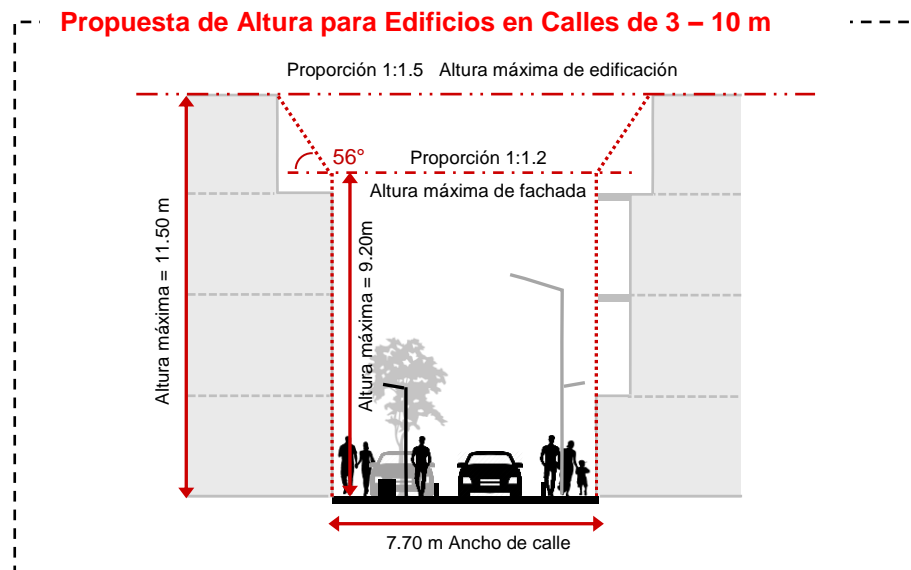 Propuesta de Altura para Edificios en Calles de 3 – 10 m
Proporción 1:1.5 Altura máxima de edificación
56°
Proporción 1:1.2
Altura máxima de fachada
Altura máxima = 11.50 m
Altura máxima = 9.20m
7.70 m Ancho de calle